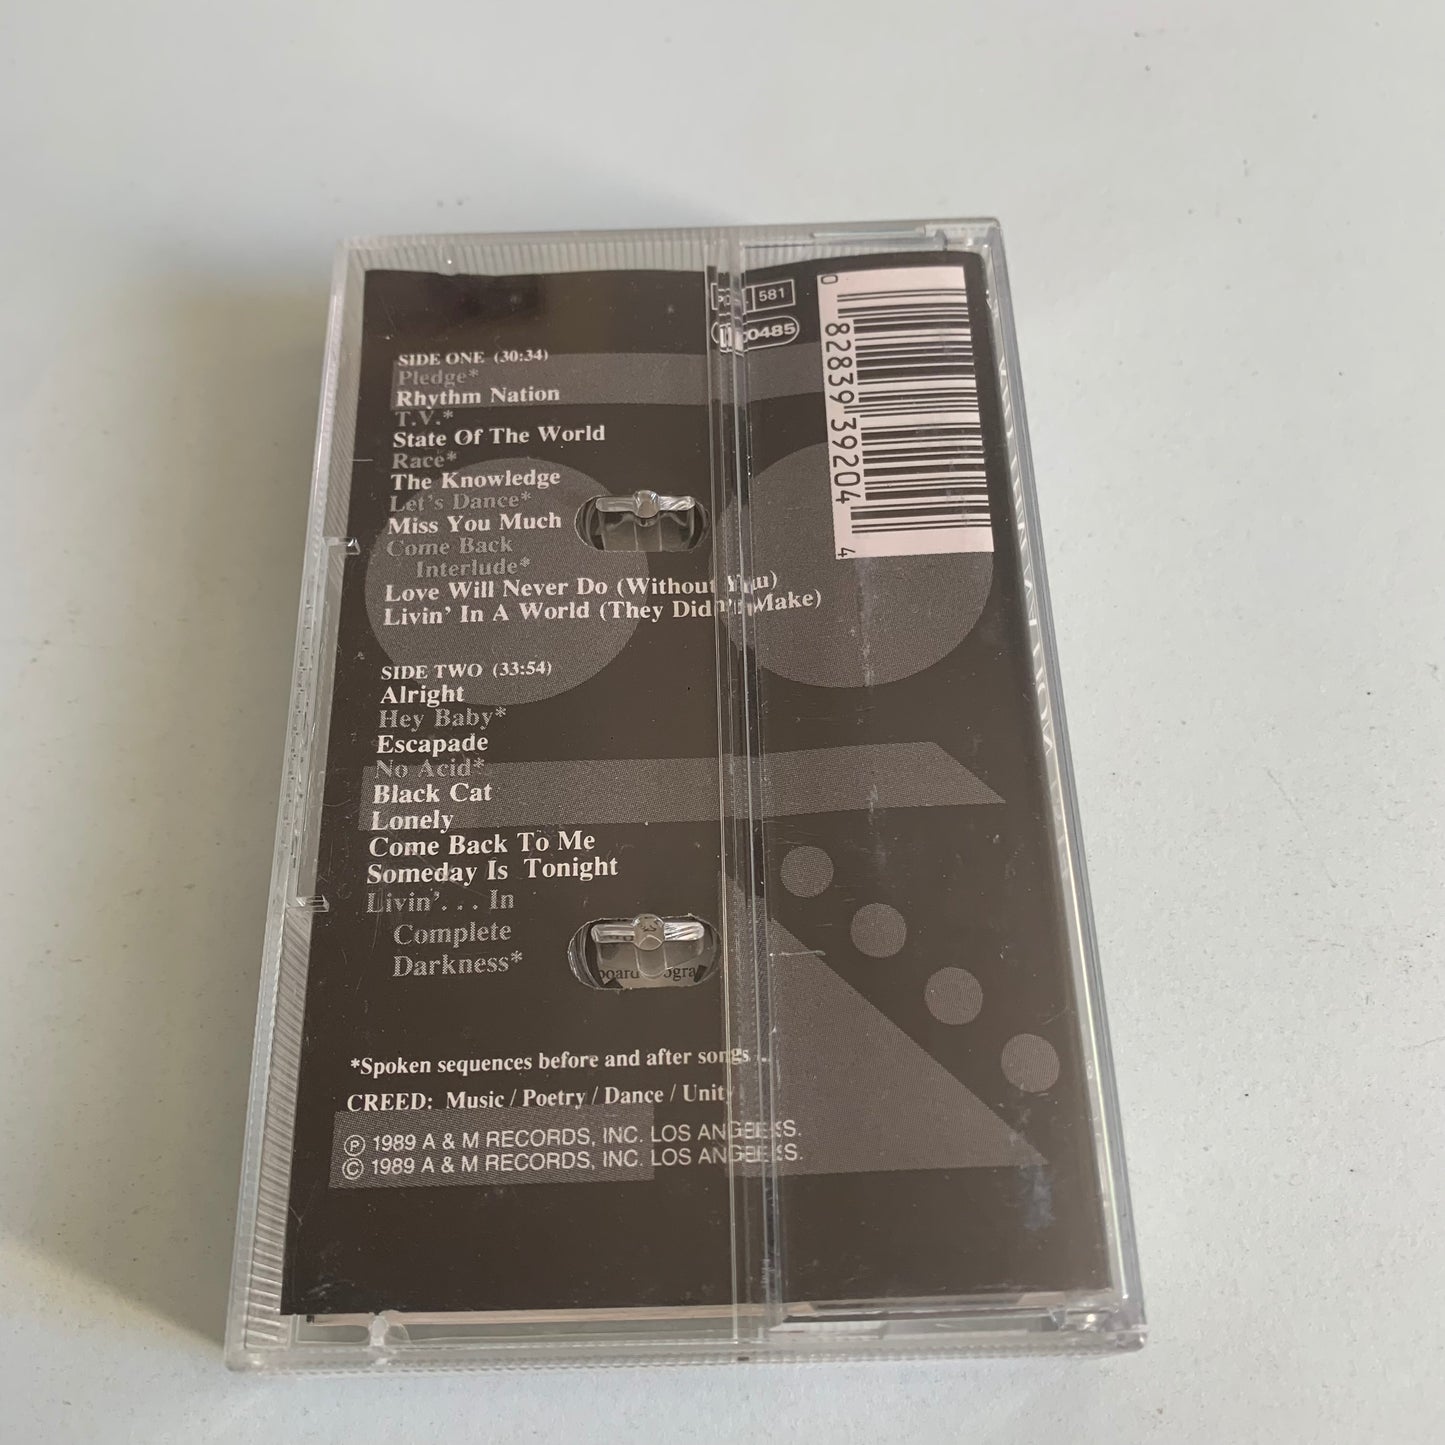 581
0485
0 82839 39204 4
SIDE ONE (30:34)
Pledge*
Rhythm Nation
T.V.*
State Of The World
Race*
The Knowledge
Let's Dance*
Miss You Much
Come Back
Interlude*
Love Will Never Do (Without You)
Livin' In A World (They Didn't Make)
SIDE TWO (33:54)
Alright
Hey Baby*
Escapade
No Acid*
Black Cat
Lonely
Come Back To Me
Someday Is Tonight
Livin'. . . In
Complete
Darkness*
*Spoken sequences before and after songs
CREED: Music / Poetry / Dance / Unity
℗ 1989 A & M RECORDS, INC. LOS ANGELES.
© 1989 A & M RECORDS, INC. LOS ANGELES.